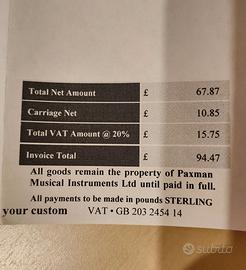 Total Net Amount £ 67.87
Carriage Net £ 10.85
Total VAT Amount @ 20% £ 15.75
Invoice Total £ 94.47
All goods remain the property of Paxman
Musical Instruments Ltd until paid in full.
All payments to be made in pounds STERLING
your custom VAT • GB 203 2454 14
subito